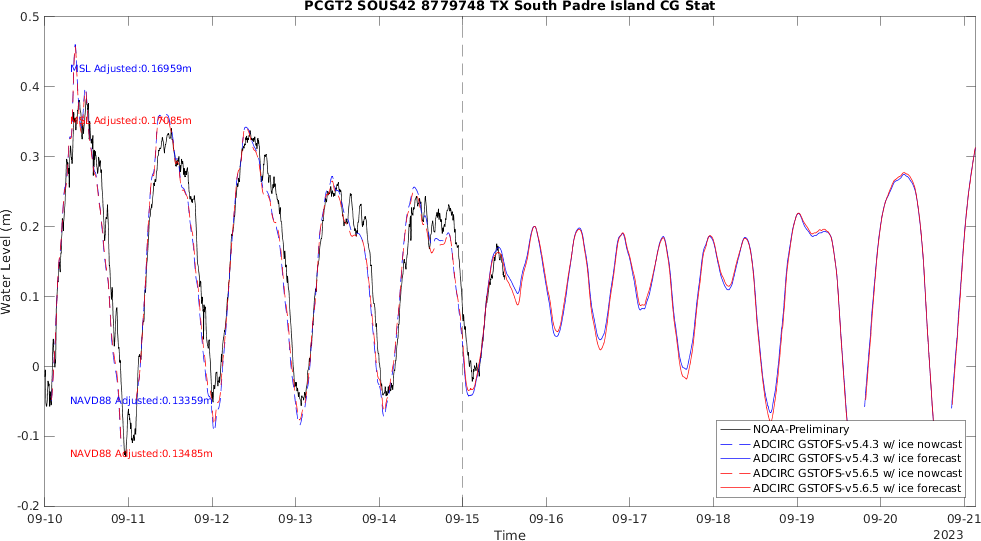 PCGT2 SOUS42 8779748 TX South Padre Island CG Stat
Water Level (m)
0.5
0.4
0.3
0.2
0.1
0
-0.1
-0.2
MSL Adjusted:0.16959m
MSL Adjusted:0.17085m
NAVD88 Adjusted:0.13359m
NAVD88 Adjusted:0.13485m
NOAA-Preliminary
ADCIRC GSTOFS-v5.4.3 w/ ice nowcast
ADCIRC GSTOFS-v5.4.3 w/ ice forecast
ADCIRC GSTOFS-v5.6.5 w/ ice nowcast
ADCIRC GSTOFS-v5.6.5 w/ ice forecast
09-10 09-11 09-12 09-13 09-14 09-15 09-16 09-17 09-18 09-19 09-20 09-21
Time
2023